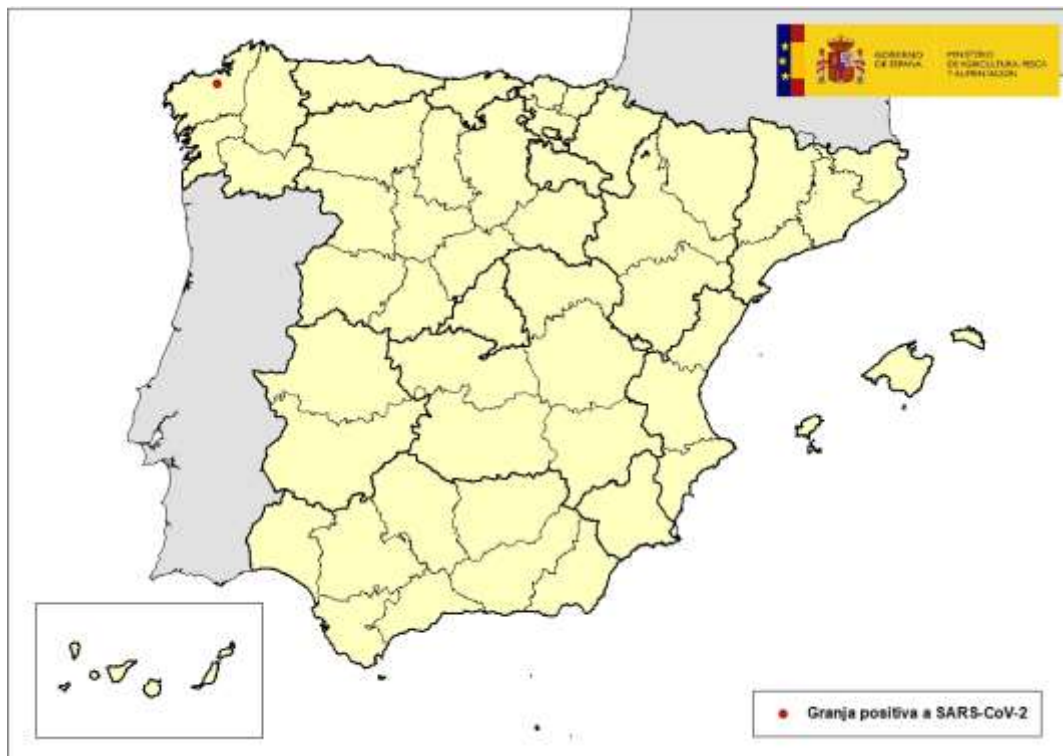 GOBIERNO
DE ESPAÑA
MINISTERIO
DE AGRICULTURA, PESCA
Y ALIMENTACIÓN
Granja positiva a SARS-CoV-2